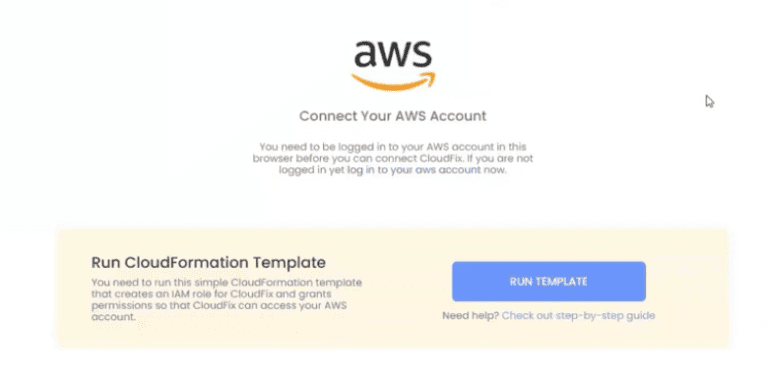 aws
Connect Your AWS Account
You need to be logged in to your AWS account in this
browser before you can connect CloudFix. If you are not
logged in yet log in to your aws account now.
Run CloudFormation Template
You need to run this simple CloudFormation template
that creates an IAM role for CloudFix and grants
permissions so that CloudFix can access your AWS
account.
RUN TEMPLATE
Need help? Check out step-by-step guide